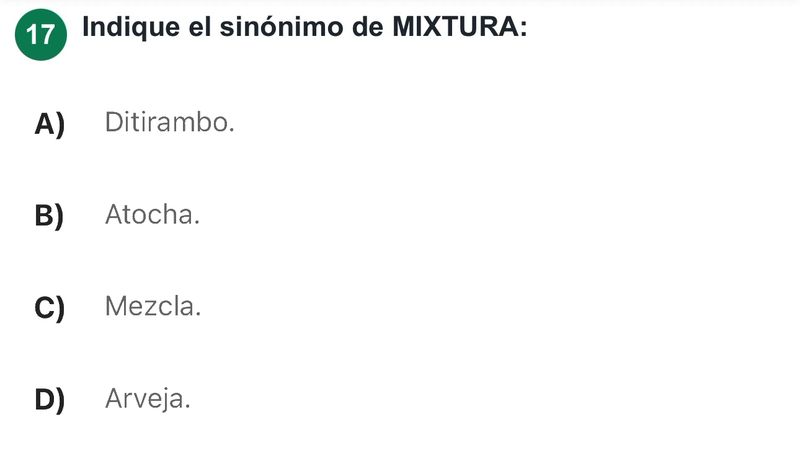 17 Indique el sinónimo de MIXTURA:
A) Ditirambo.
B) Atocha.
C) Mezcla.
D) Arveja.